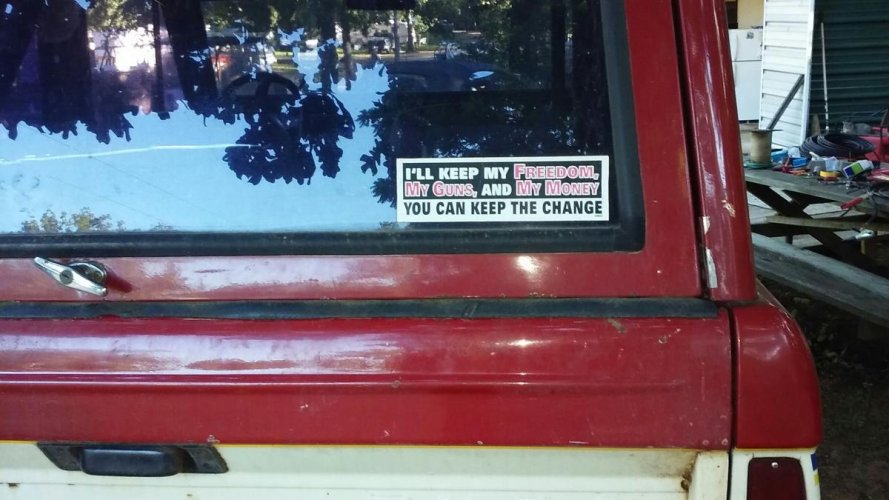 I'LL KEEP MY FREEDOM,
MY GUNS, AND MY MONEY
YOU CAN KEEP THE CHANGE